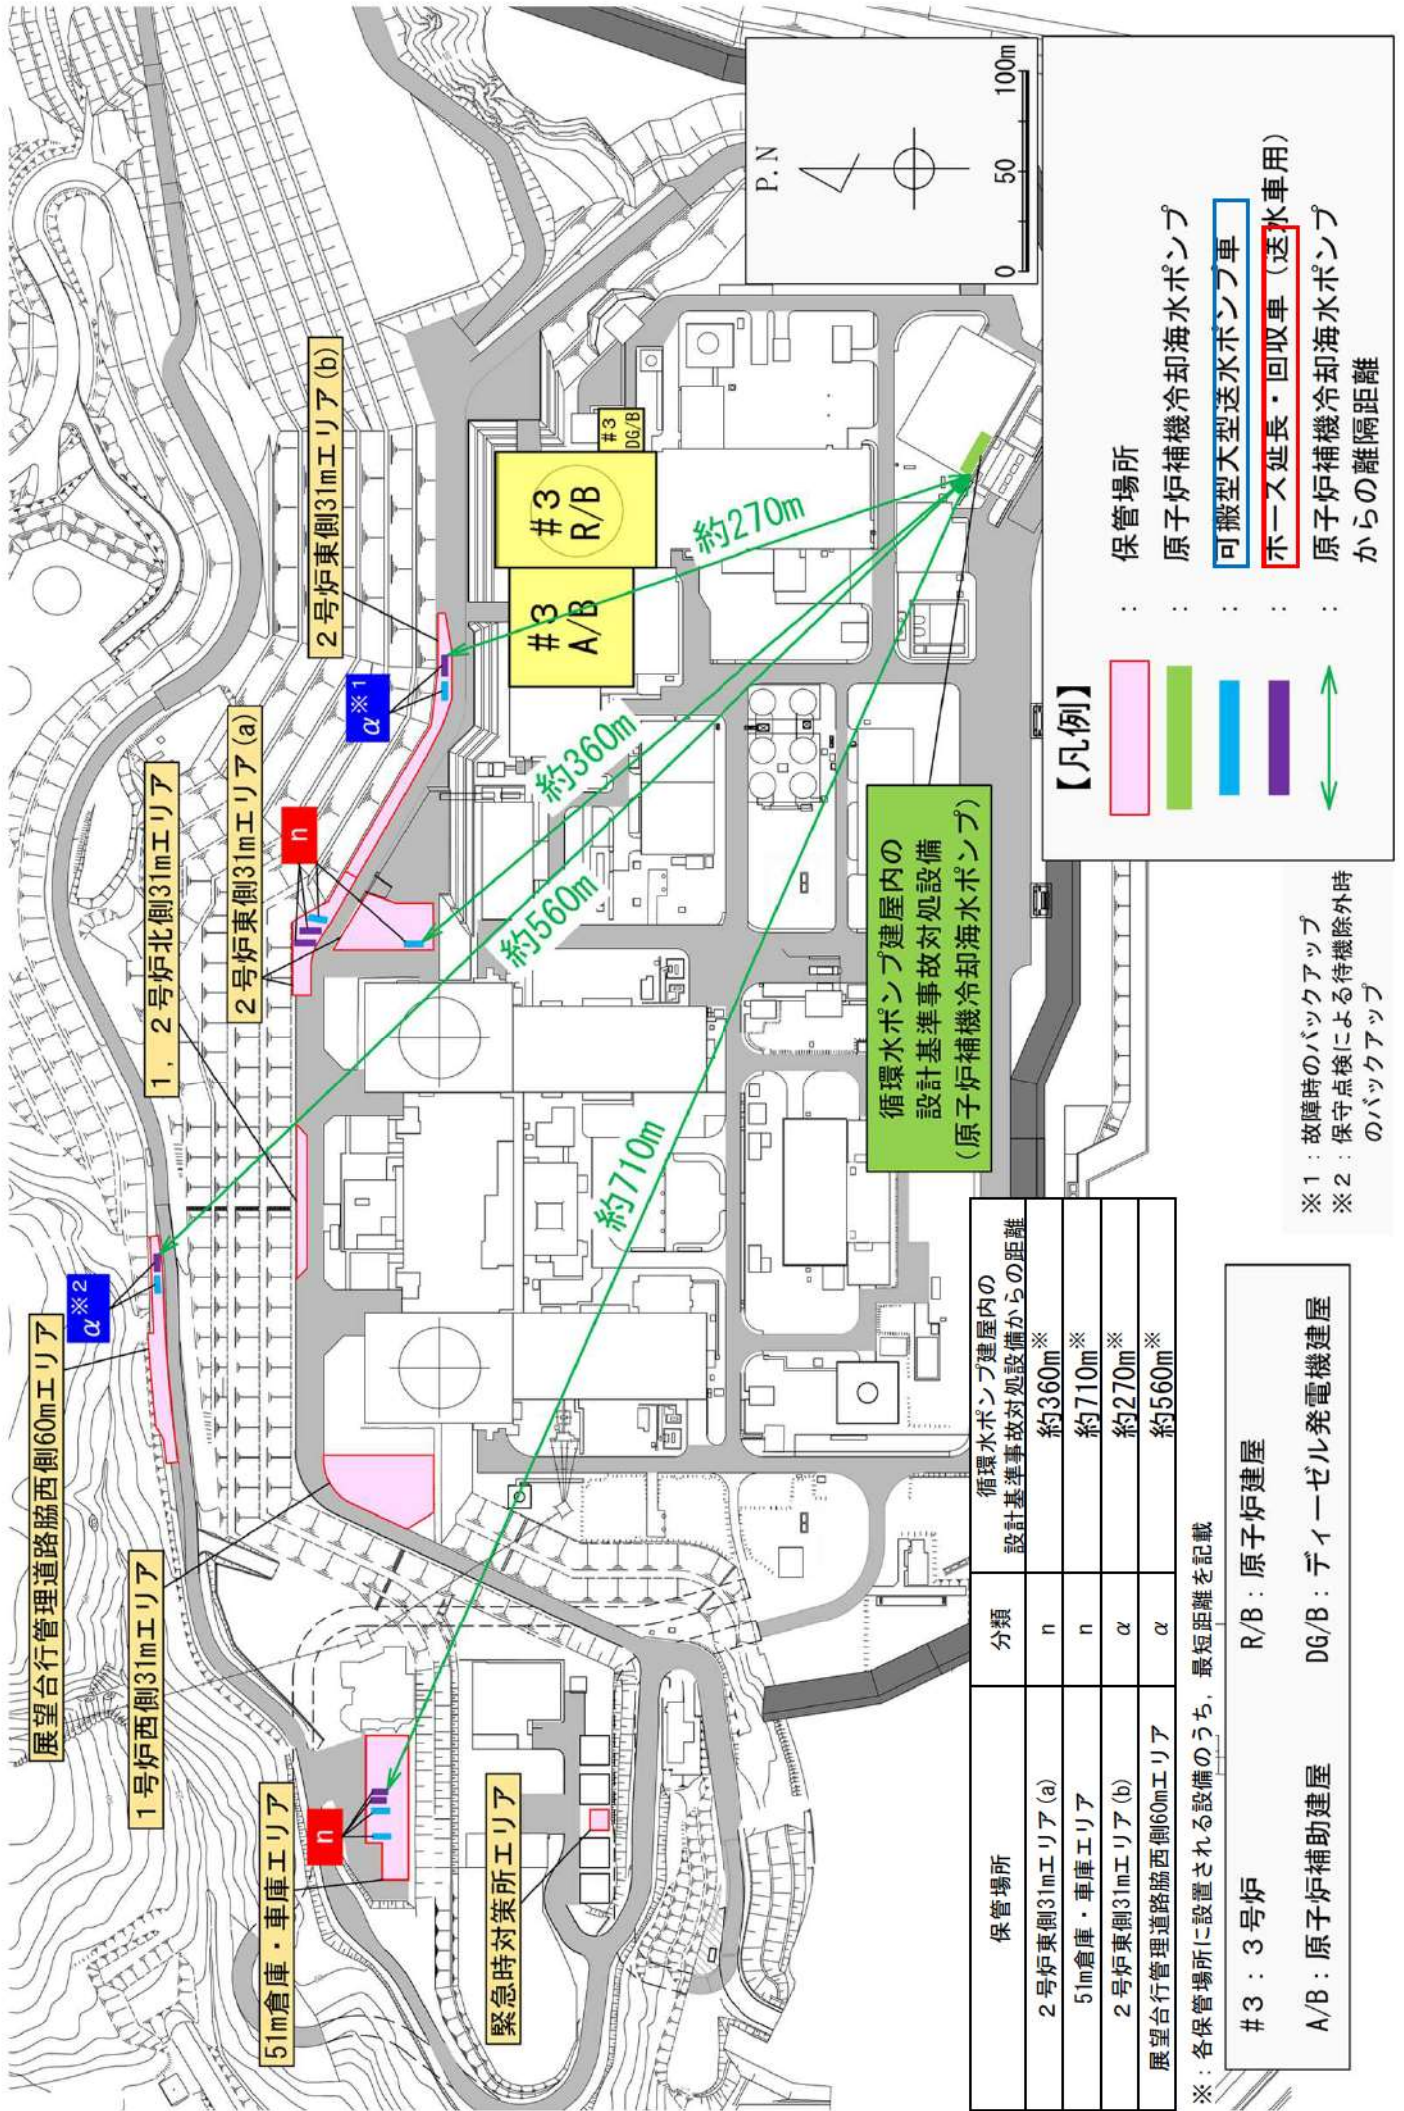 展望台行管理道路脇西側60mエリア
α※2
1，2号炉北側31mエリア
2号炉東側31mエリア(a)
n
α※1
2号炉東側31mエリア(b)
1号炉西側31mエリア
51m倉庫・車庫エリア
n
緊急時対策所エリア
#3
A/B
#3
R/B
#3
DG/B
約270m
約360m
約560m
約710m
循環水ポンプ建屋内の
設計基準事故対処設備
(原子炉補機冷却海水ポンプ)
P.N
0 50 100m
【凡例】
： 保管場所
： 原子炉補機冷却海水ポンプ
： 可搬型大型送水ポンプ車
： ホース延長・回収車（送水車用）
： 原子炉補機冷却海水ポンプ
からの離隔距離
※1：故障時のバックアップ
※2：保守点検による待機除外時
のバックアップ
保管場所 分類 循環水ポンプ建屋内の
設計基準事故対処設備からの距離
2号炉東側31mエリア(a) n 約360m※
51m倉庫・車庫エリア n 約710m※
2号炉東側31mエリア(b) α 約270m※
展望台行管理道路脇西側60mエリア α 約560m※
※：各保管場所に設置される設備のうち，最短距離を記載
#3：3号炉 R/B：原子炉建屋
A/B：原子炉補助建屋 DG/B：ディーゼル発電機建屋